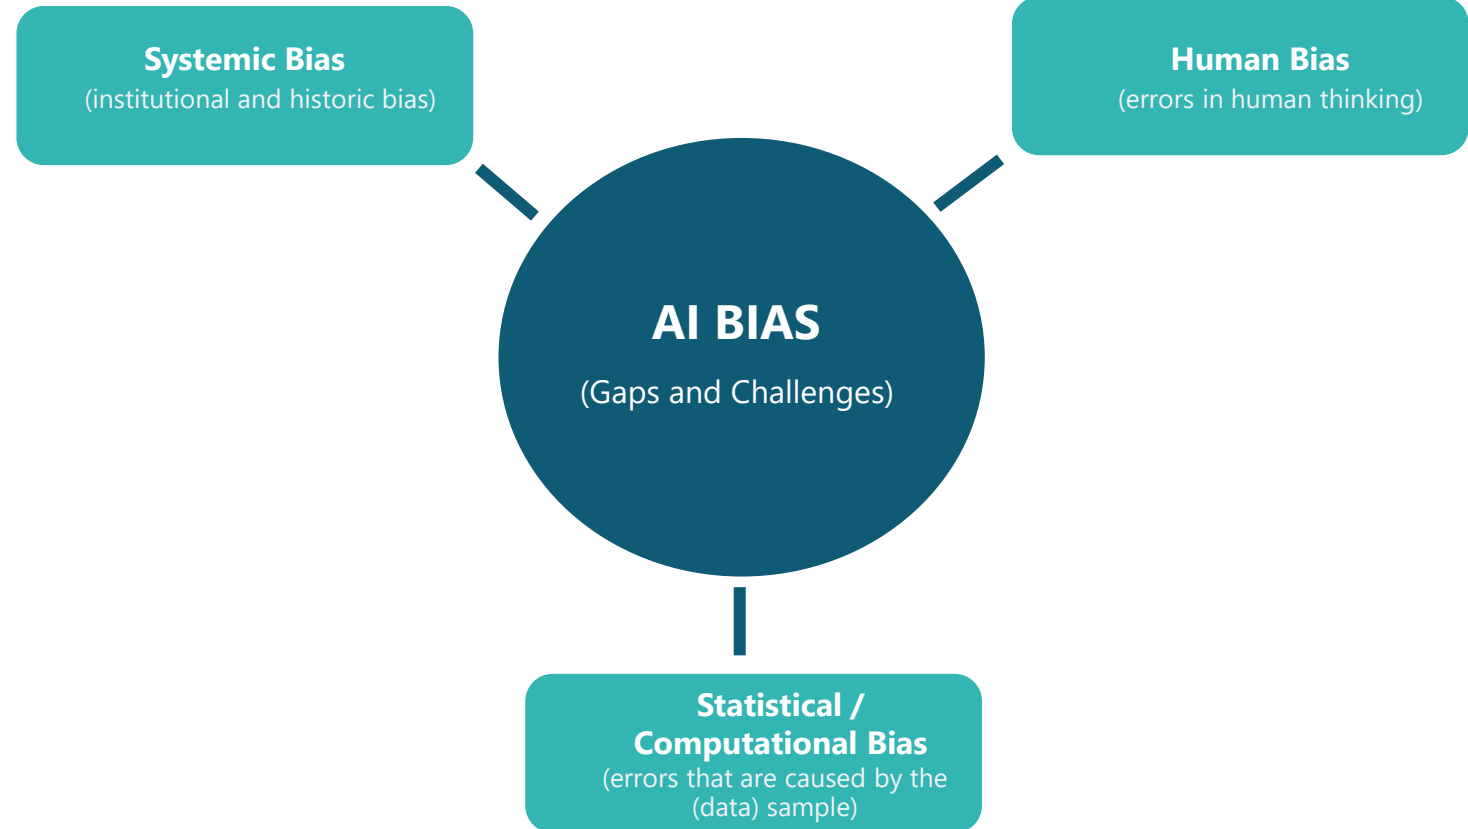 Systemic Bias
(institutional and historic bias)
Human Bias
(errors in human thinking)
AI BIAS
(Gaps and Challenges)
Statistical /
Computational Bias
(errors that are caused by the
(data) sample)